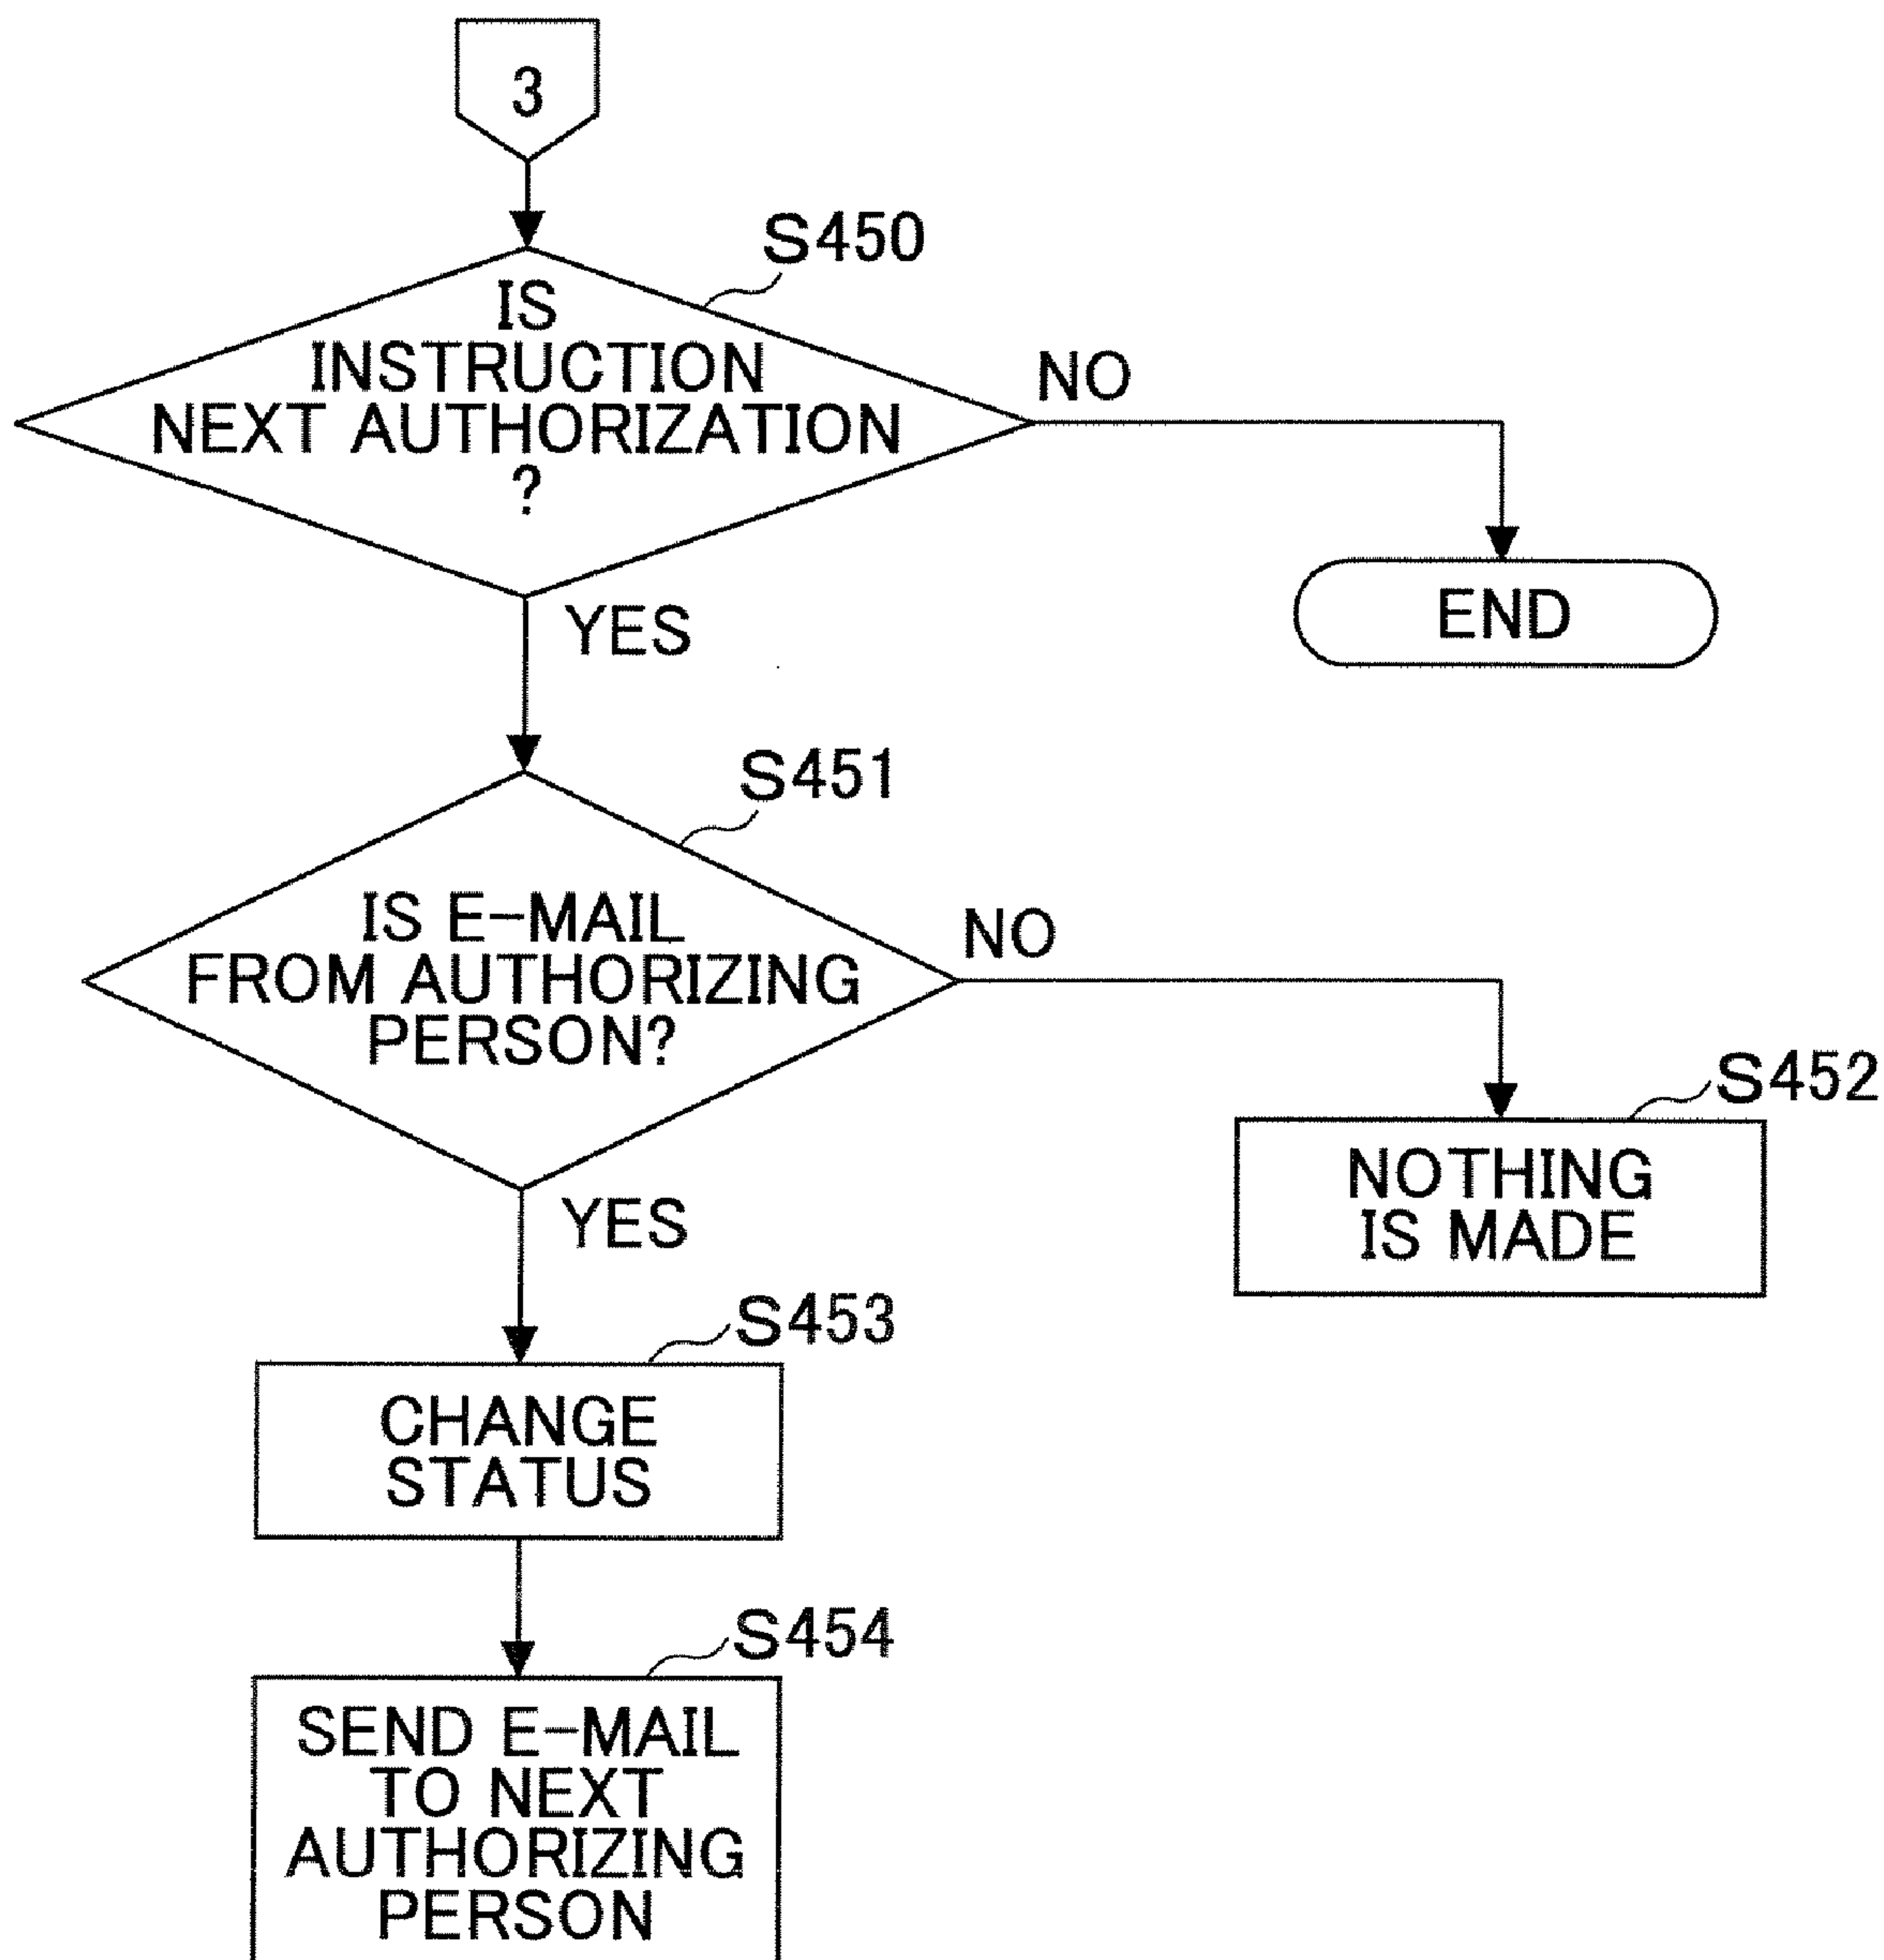 3
S450
IS
INSTRUCTION
NEXT AUTHORIZATION
?
NO
END
YES
S451
IS E-MAIL
FROM AUTHORIZING
PERSON?
NO
S452
NOTHING
IS MADE
YES
S453
CHANGE
STATUS
S454
SEND E-MAIL
TO NEXT
AUTHORIZING
PERSON